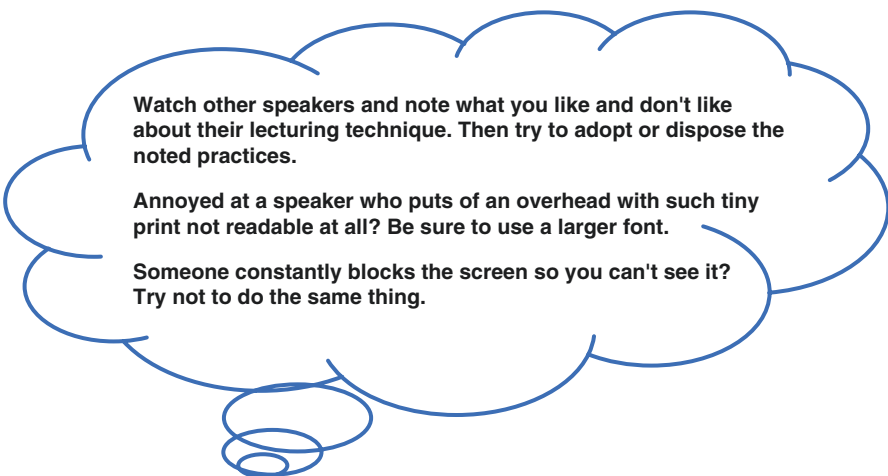 Watch other speakers and note what you like and don't like
about their lecturing technique. Then try to adopt or dispose the
noted practices.
Annoyed at a speaker who puts of an overhead with such tiny
print not readable at all? Be sure to use a larger font.
Someone constantly blocks the screen so you can't see it?
Try not to do the same thing.